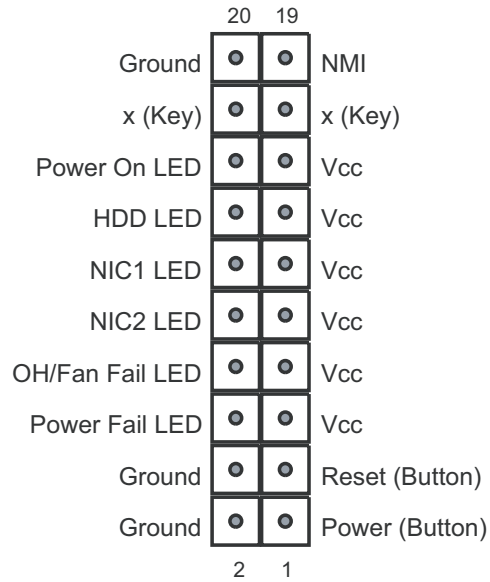 20 19
Ground NMI
x (Key) x (Key)
Power On LED Vcc
HDD LED Vcc
NIC1 LED Vcc
NIC2 LED Vcc
OH/Fan Fail LED Vcc
Power Fail LED Vcc
Ground Reset (Button)
Ground Power (Button)
2 1